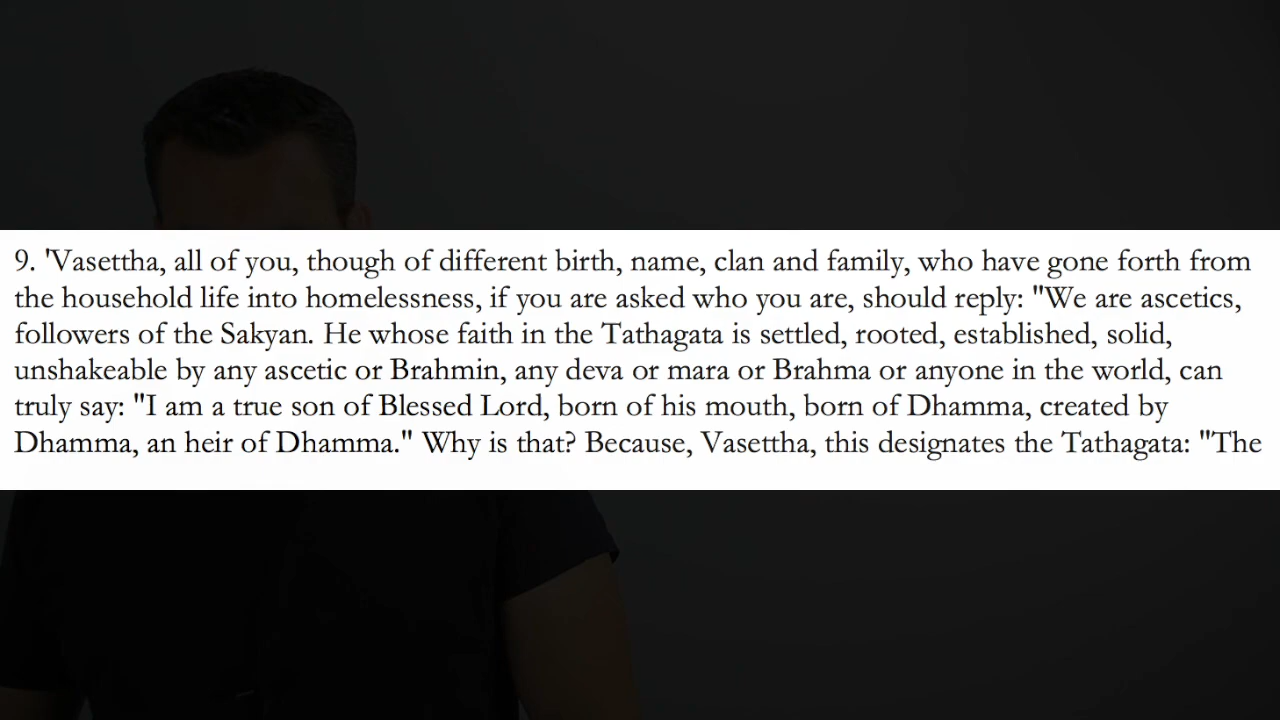 9. 'Vasettha, all of you, though of different birth, name, clan and family, who have gone forth from
the household life into homelessness, if you are asked who you are, should reply: "We are ascetics,
followers of the Sakyan. He whose faith in the Tathagata is settled, rooted, established, solid,
unshakeable by any ascetic or Brahmin, any deva or mara or Brahma or anyone in the world, can
truly say: "I am a true son of Blessed Lord, born of his mouth, born of Dhamma, created by
Dhamma, an heir of Dhamma." Why is that? Because, Vasettha, this designates the Tathagata: "The